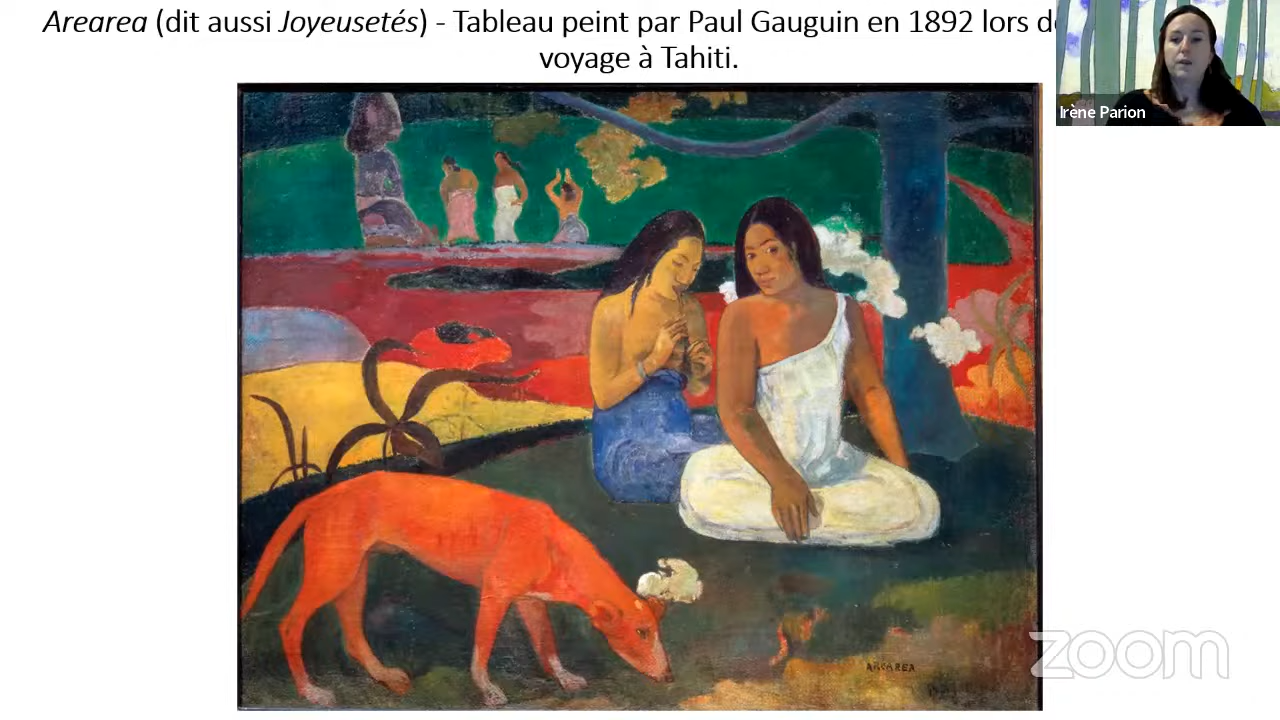 Arearea (dit aussi Joyeusetés) - Tableau peint par Paul Gauguin en 1892 lors de
voyage à Tahiti.
Irène Parion
AREAREA
zoom